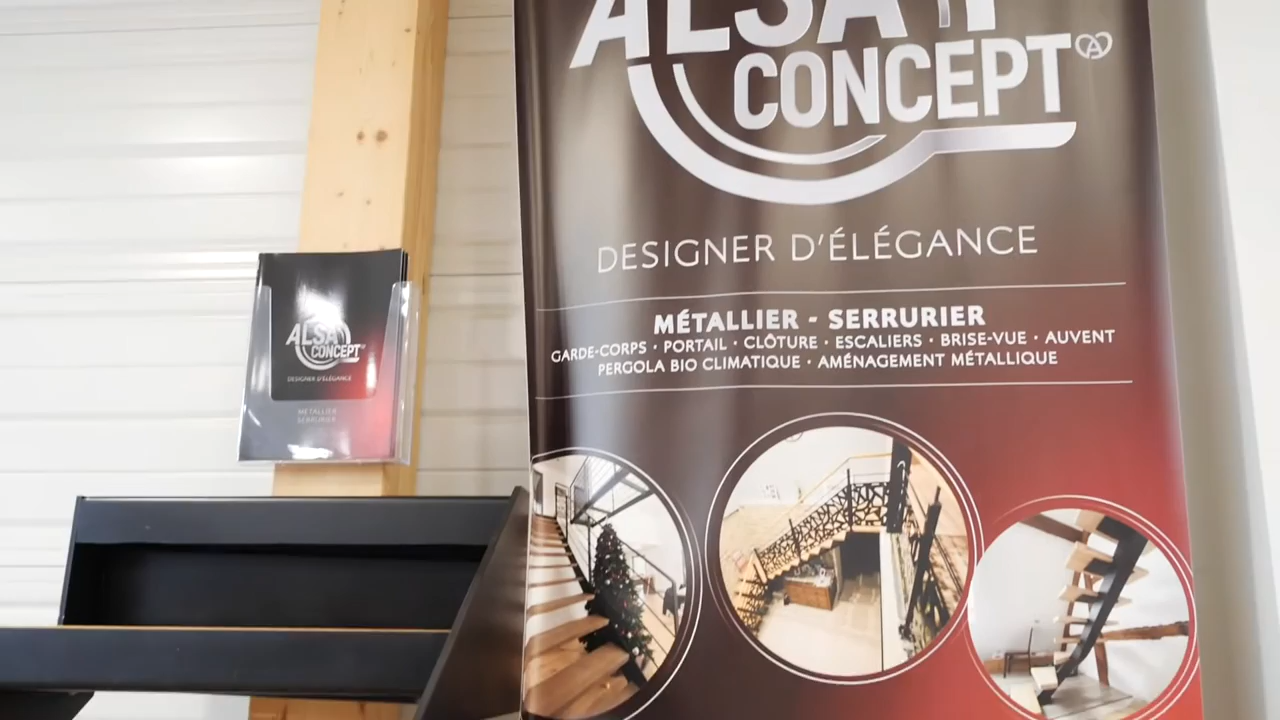 ALSA
CONCEPT
DESIGNER D'ÉLÉGANCE
MÉTALLIER - SERRURIER
GARDE-CORPS · PORTAIL · CLÔTURE · ESCALIERS · BRISE-VUE · AUVENT
PERGOLA BIO CLIMATIQUE · AMÉNAGEMENT MÉTALLIQUE
ALSA
CONCEPT
DESIGNER D'ÉLÉGANCE
MÉTALLIER
SERRURIER